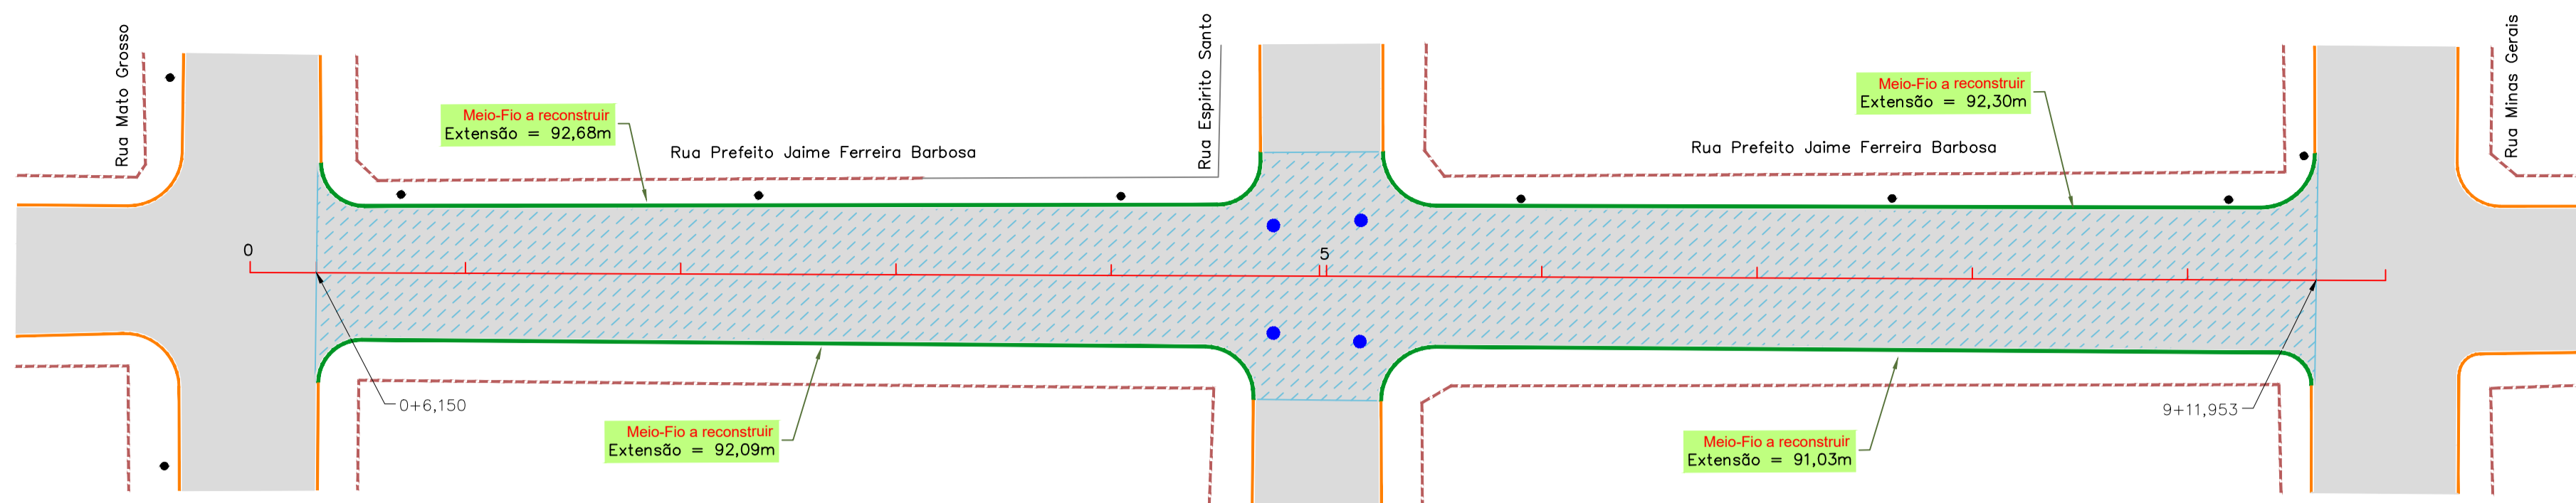 Rua Mato Grosso
Meio-Fio a reconstruir
Extensão = 92,68m
Rua Prefeito Jaime Ferreira Barbosa
Rua Espirito Santo
Meio-Fio a reconstruir
Extensão = 92,30m
Rua Prefeito Jaime Ferreira Barbosa
Rua Minas Gerais
0
5
0+6,150
9+11,953
Meio-Fio a reconstruir
Extensão = 92,09m
Meio-Fio a reconstruir
Extensão = 91,03m